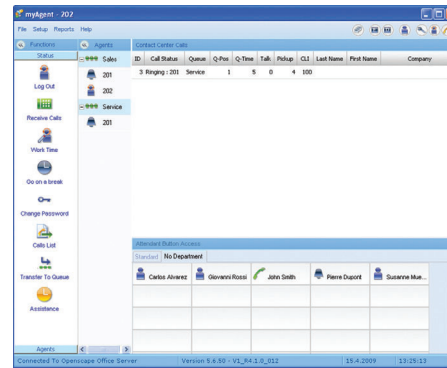 myAgent - 202
File Setup Reports Help
Functions
Status
Log Out
Receive Calls
Work Time
Go on a break
Change Password
Calls List
Transfer To Queue
Assistance
Agents
Agents
Sales
201
202
Service
201
Contact Center Calls
ID Call Status Queue Q-Pos Q-Time Talk Pickup CLI Last Name First Name Company
3 Ringing : 201 Service 1 5 0 4 100
Attendant Button Access
Standard No Department
Carlos Alvarez Giovanni Rossi John Smith Pierre Dupont Susanne Mue...
Connected To Openscape Office Server Version 5.6.50 - V1_R4.1.0_012 15.4.2009 13:25:13